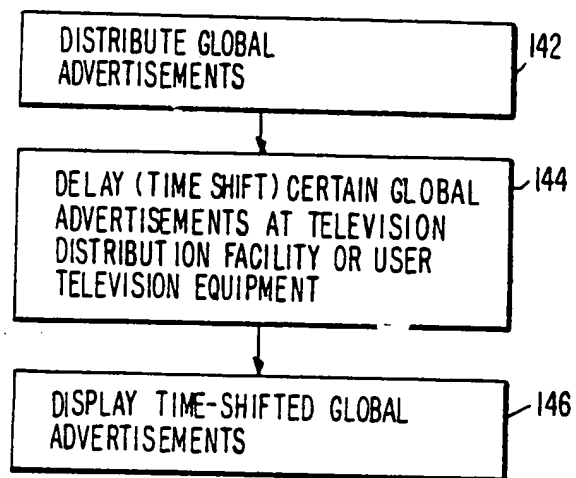 DISTRIBUTE GLOBAL
ADVERTISEMENTS
142
DELAY (TIME SHIFT) CERTAIN GLOBAL
ADVERTISEMENTS AT TELEVISION
DISTRIBUTION FACILITY OR USER
TELEVISION EQUIPMENT
144
DISPLAY TIME-SHIFTED GLOBAL
ADVERTISEMENTS
146